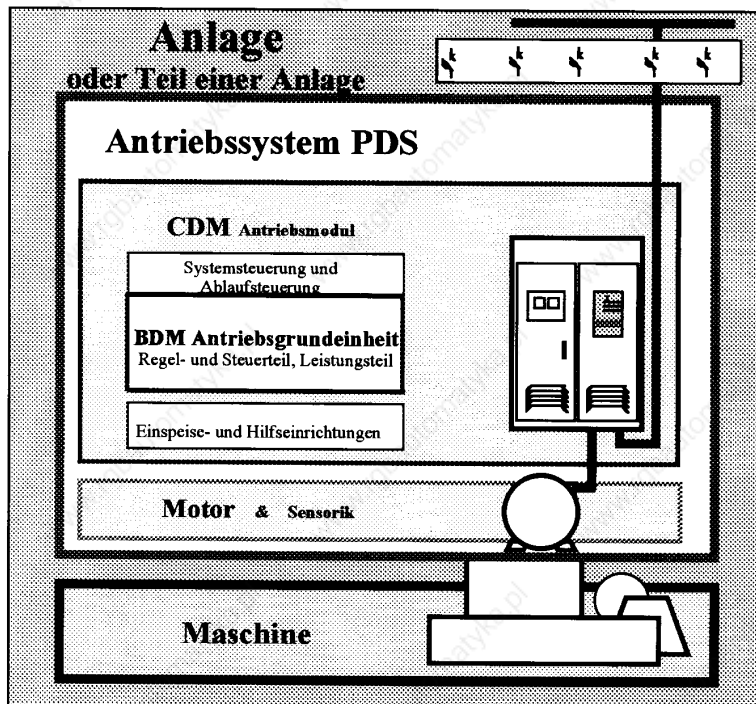 Anlage
oder Teil einer Anlage
k k k k k
Antriebssystem PDS
CDM Antriebsmodul
Systemsteuerung und
Ablaufsteuerung
BDM Antriebsgrundeinheit
Regel- und Steuerteil, Leistungsteil
Einspeise- und Hilfseinrichtungen
Motor & Sensorik
Maschine